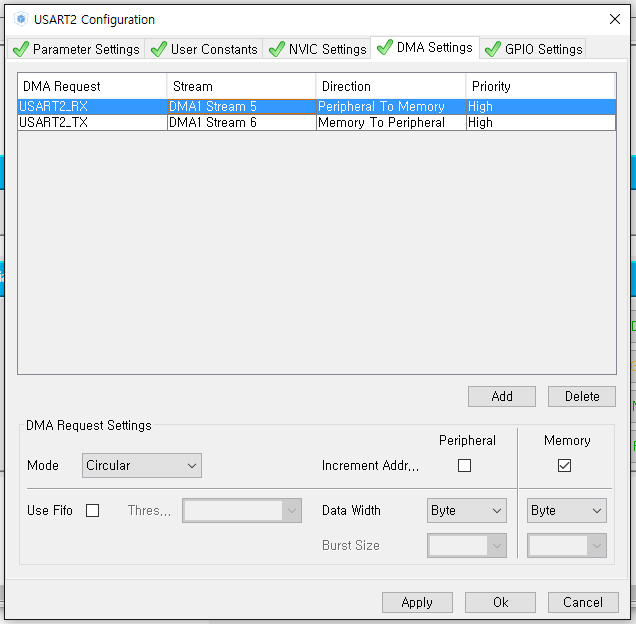 USART2 Configuration
Parameter Settings User Constants NVIC Settings DMA Settings GPIO Settings
DMA Request Stream Direction Priority
USART2_RX DMA1 Stream 5 Peripheral To Memory High
USART2_TX DMA1 Stream 6 Memory To Peripheral High
Add Delete
DMA Request Settings
Peripheral Memory
Mode Circular Increment Addr...
Use Fifo Thres... Data Width Byte Byte
Burst Size
Apply Ok Cancel